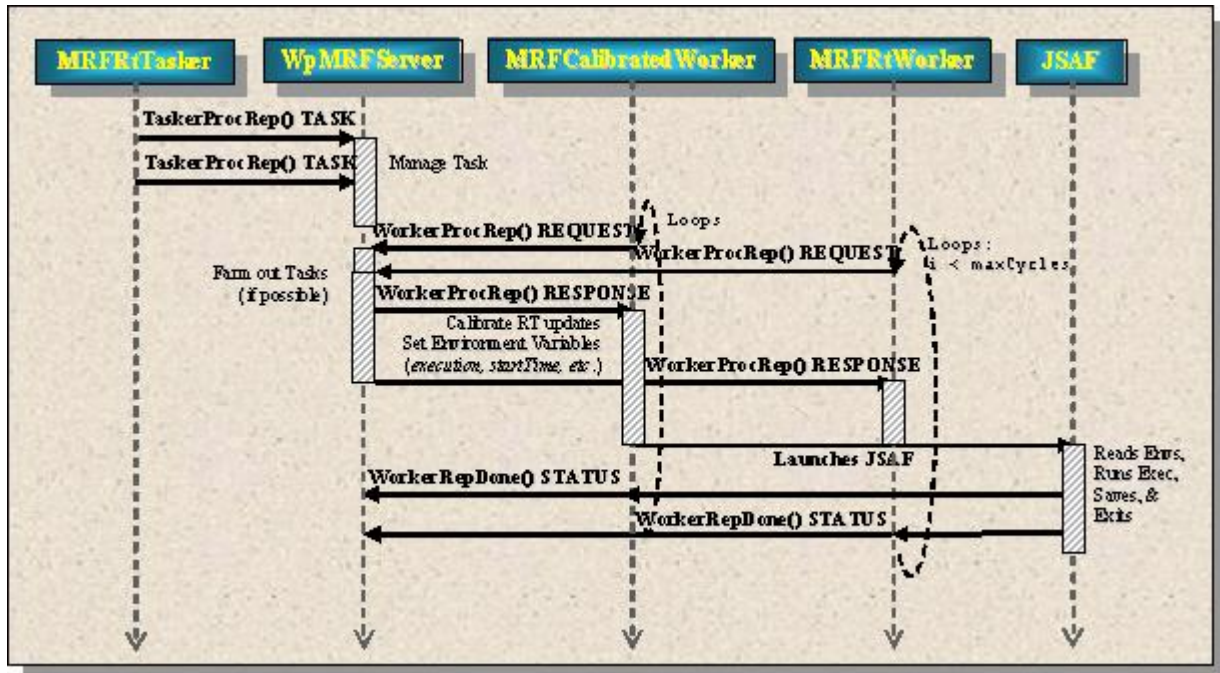 MRFRtTasker
WpMRFServer
MRFCalibratedWorker
MRFRtWorker
JSAF
TaskerProcRep() TASK
TaskerProcRep() TASK
Manage Task
Loops
WorkerProcRep() REQUEST
WorkerProcRep() REQUEST
Loops:
i < maxCycles
Farm out Tasks
(if possible)
WorkerProcRep() RESPONSE
Calibrate RT updates
Set Environment Variables
(execution, startTime, etc.)
WorkerProcRep() RESPONSE
Launches JSAF
Reads Envs,
Runs Exec,
Saves, &
Exits
WorkerRepDone() STATUS
WorkerRepDone() STATUS